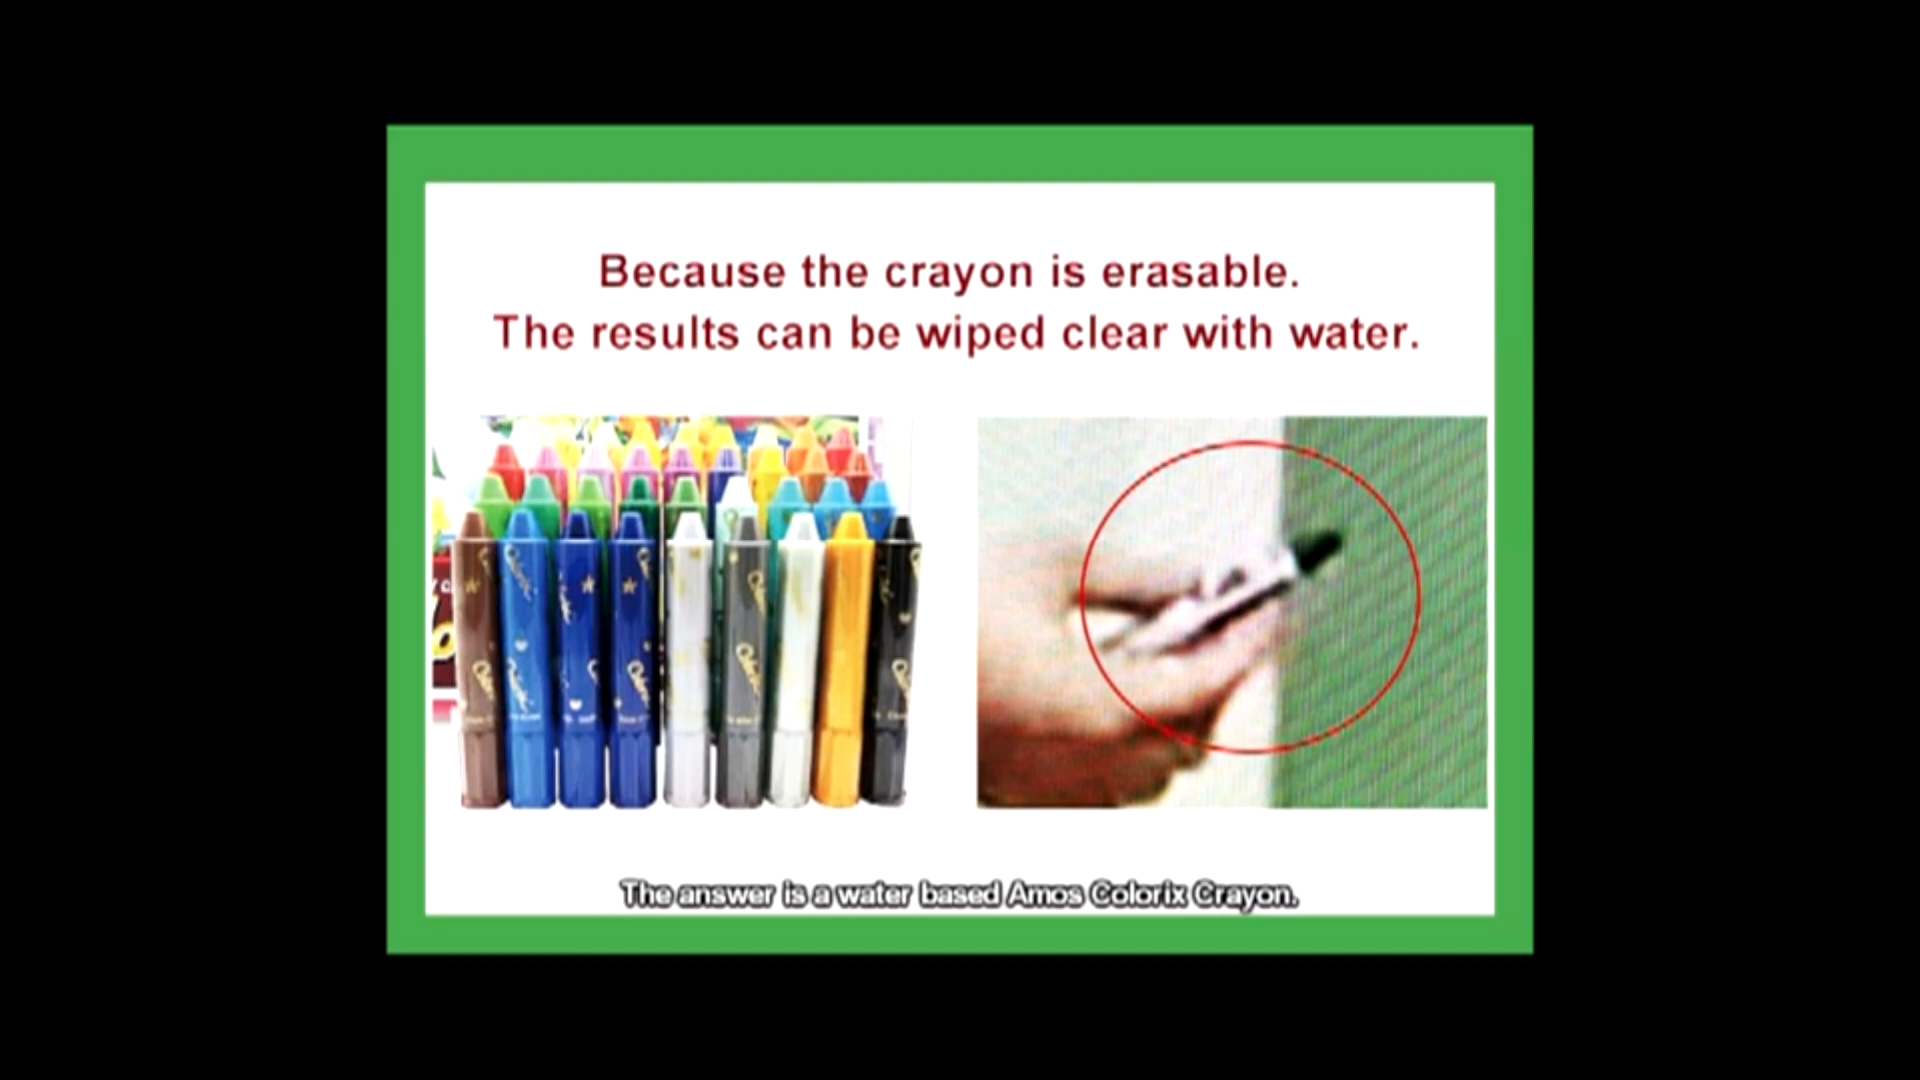 Because the crayon is erasable.
The results can be wiped clear with water.
The answer is a water based Amos Colorix Crayon.